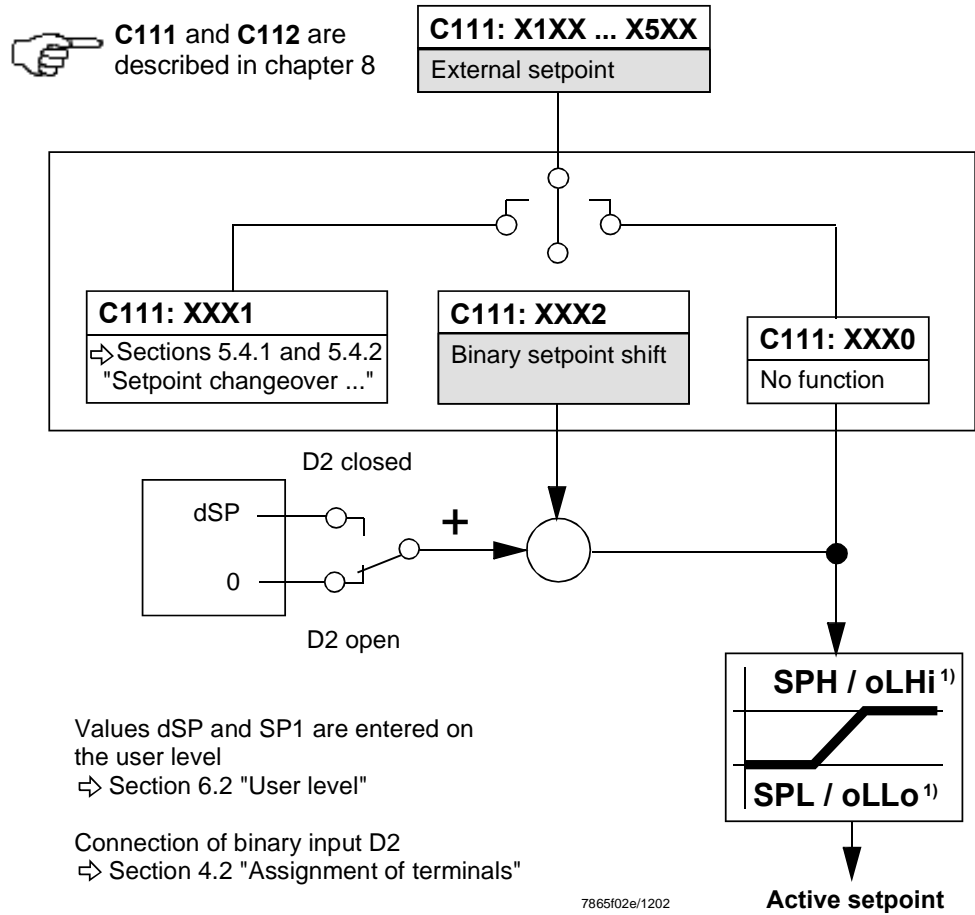 C111 and C112 are
described in chapter 8
C111: X1XX ... X5XX
External setpoint
C111: XXX1
⇨ Sections 5.4.1 and 5.4.2
"Setpoint changeover ..."
C111: XXX2
Binary setpoint shift
C111: XXX0
No function
D2 closed
dSP
+
0
D2 open
SPH / oLHi 1)
SPL / oLLo 1)
Values dSP and SP1 are entered on
the user level
⇨ Section 6.2 "User level"
Connection of binary input D2
⇨ Section 4.2 "Assignment of terminals"
7865f02e/1202
Active setpoint